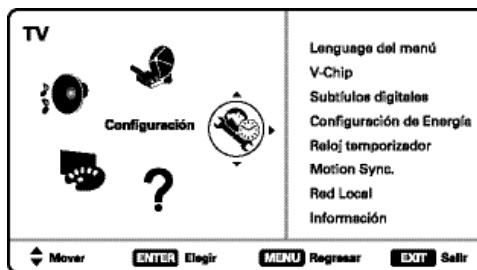 TV
Configuración
?
Lenguage del menú
V-Chip
Subtíulos digitales
Configuración de Energía
Reloj temporizador
Motion Sync.
Red Local
Información
Mover ENTER Elegir MENU Regresar EXIT Salir